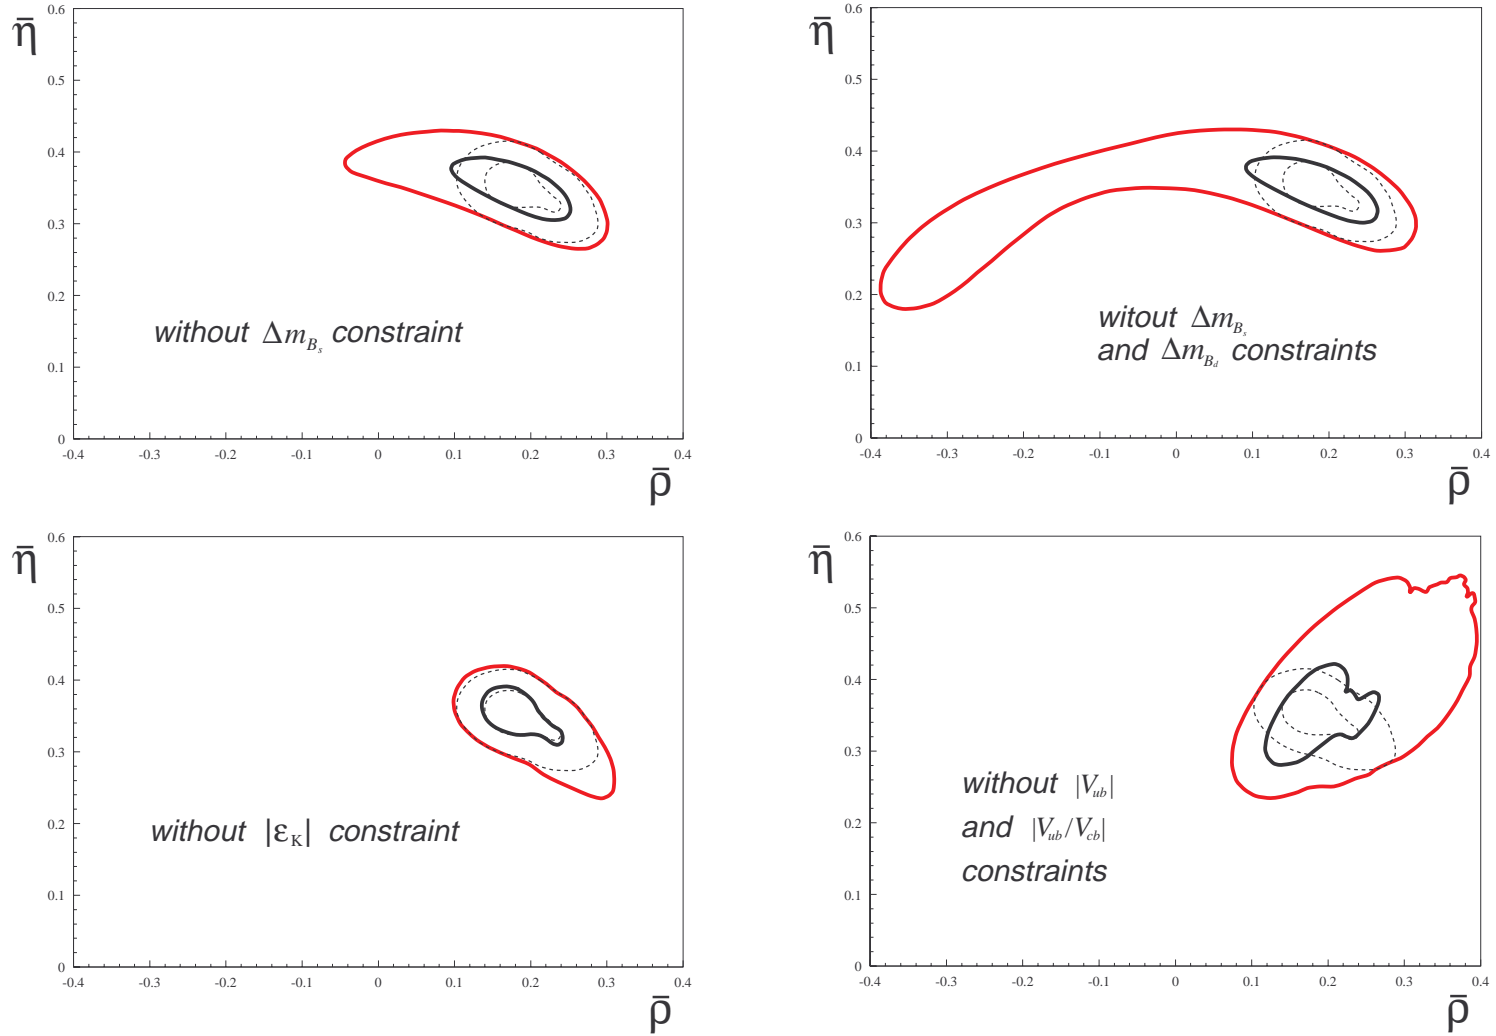 η̄
0.6
0.5
0.4
0.3
0.2
0.1
0
-0.4 -0.3 -0.2 -0.1 0 0.1 0.2 0.3 0.4
ρ̄
without Δm_{B_s} constraint
η̄
0.6
0.5
0.4
0.3
0.2
0.1
0
-0.4 -0.3 -0.2 -0.1 0 0.1 0.2 0.3 0.4
ρ̄
witout Δm_{B_s}
and Δm_{B_d} constraints
η̄
0.6
0.5
0.4
0.3
0.2
0.1
0
-0.4 -0.3 -0.2 -0.1 0 0.1 0.2 0.3 0.4
ρ̄
without |ε_K| constraint
η̄
0.6
0.5
0.4
0.3
0.2
0.1
0
-0.4 -0.3 -0.2 -0.1 0 0.1 0.2 0.3 0.4
ρ̄
without |V_{ub}|
and |V_{ub}/V_{cb}|
constraints